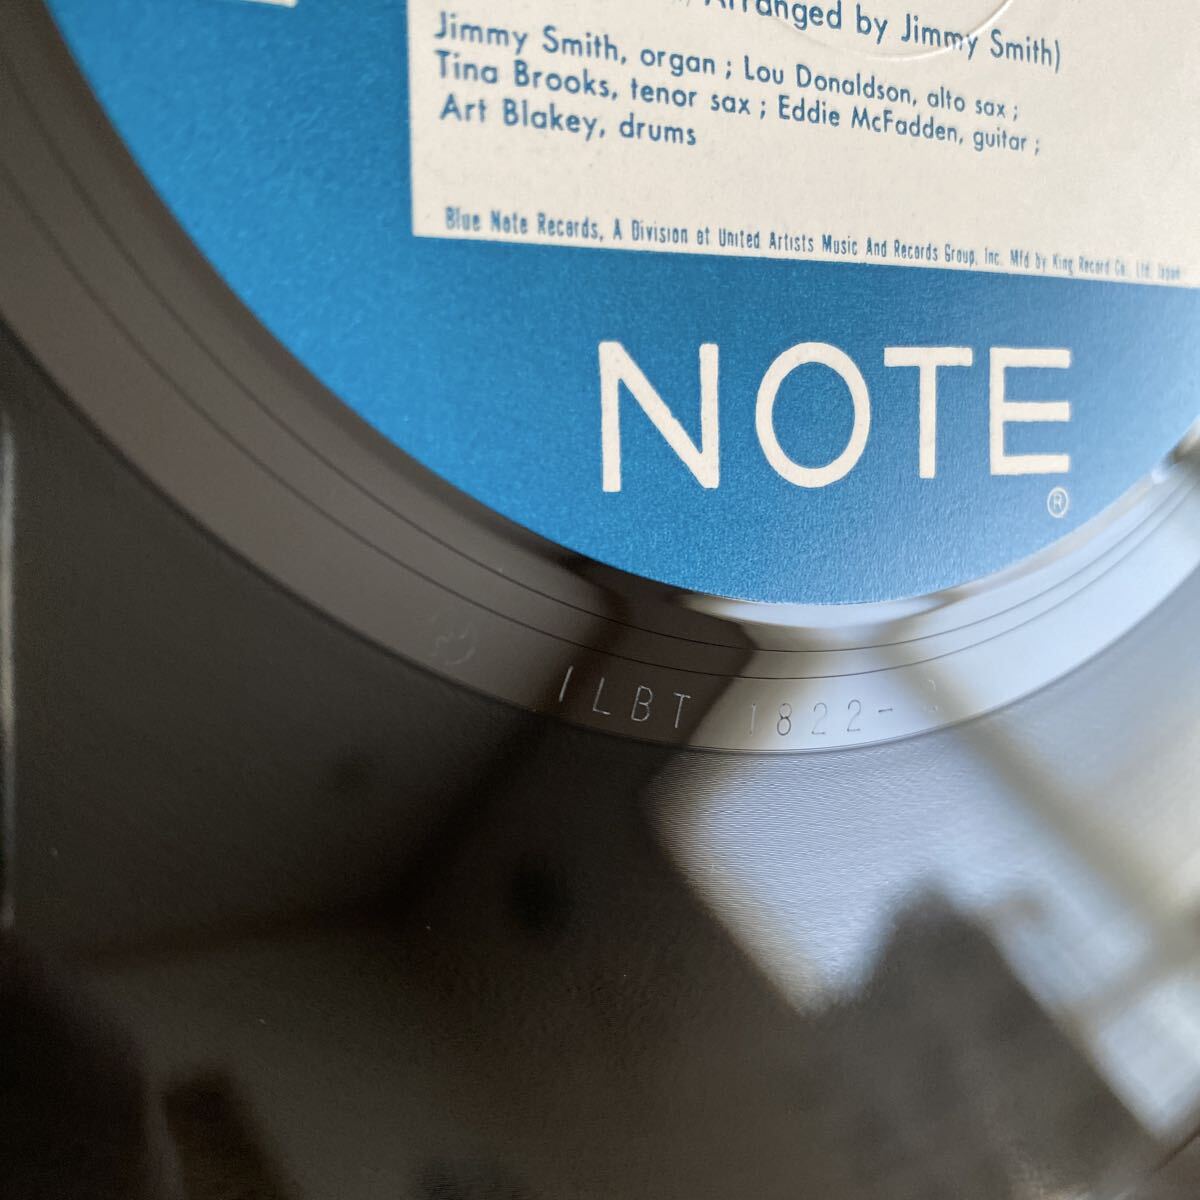 Arranged by Jimmy Smith)
Jimmy Smith, organ ; Lou Donaldson, alto sax ;
Tina Brooks, tenor sax ; Eddie McFadden, guitar ;
Art Blakey, drums
Blue Note Records, A Division of United Artists Music And Records Group, Inc. Mfd by King Record Co. Ltd. Japan
NOTE
®
1LBT 1822-